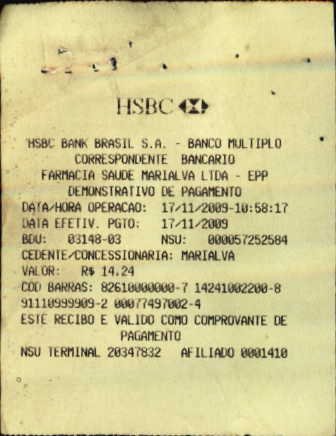 HSBC
HSBC BANK BRASIL S.A. - BANCO MULTIPLO
CORRESPONDENTE BANCARIO
FARMACIA SAUDE MARIALVA LTDA - EPP
DEMONSTRATIVO DE PAGAMENTO
DATA/HORA OPERACAO: 17/11/2009-10:58:17
DATA EFETIV. PGTO: 17/11/2009
BDU: 03148-03 NSU: 000057252584
CEDENTE/CONCESSIONARIA: MARIALVA
VALOR: R$ 14.24
COD BARRAS: 82610000000-7 14241002200-8
91110999909-2 00077497002-4
ESTE RECIBO E VALIDO COMO COMPROVANTE DE
PAGAMENTO
NSU TERMINAL 20347832 AFILIADO 0001410